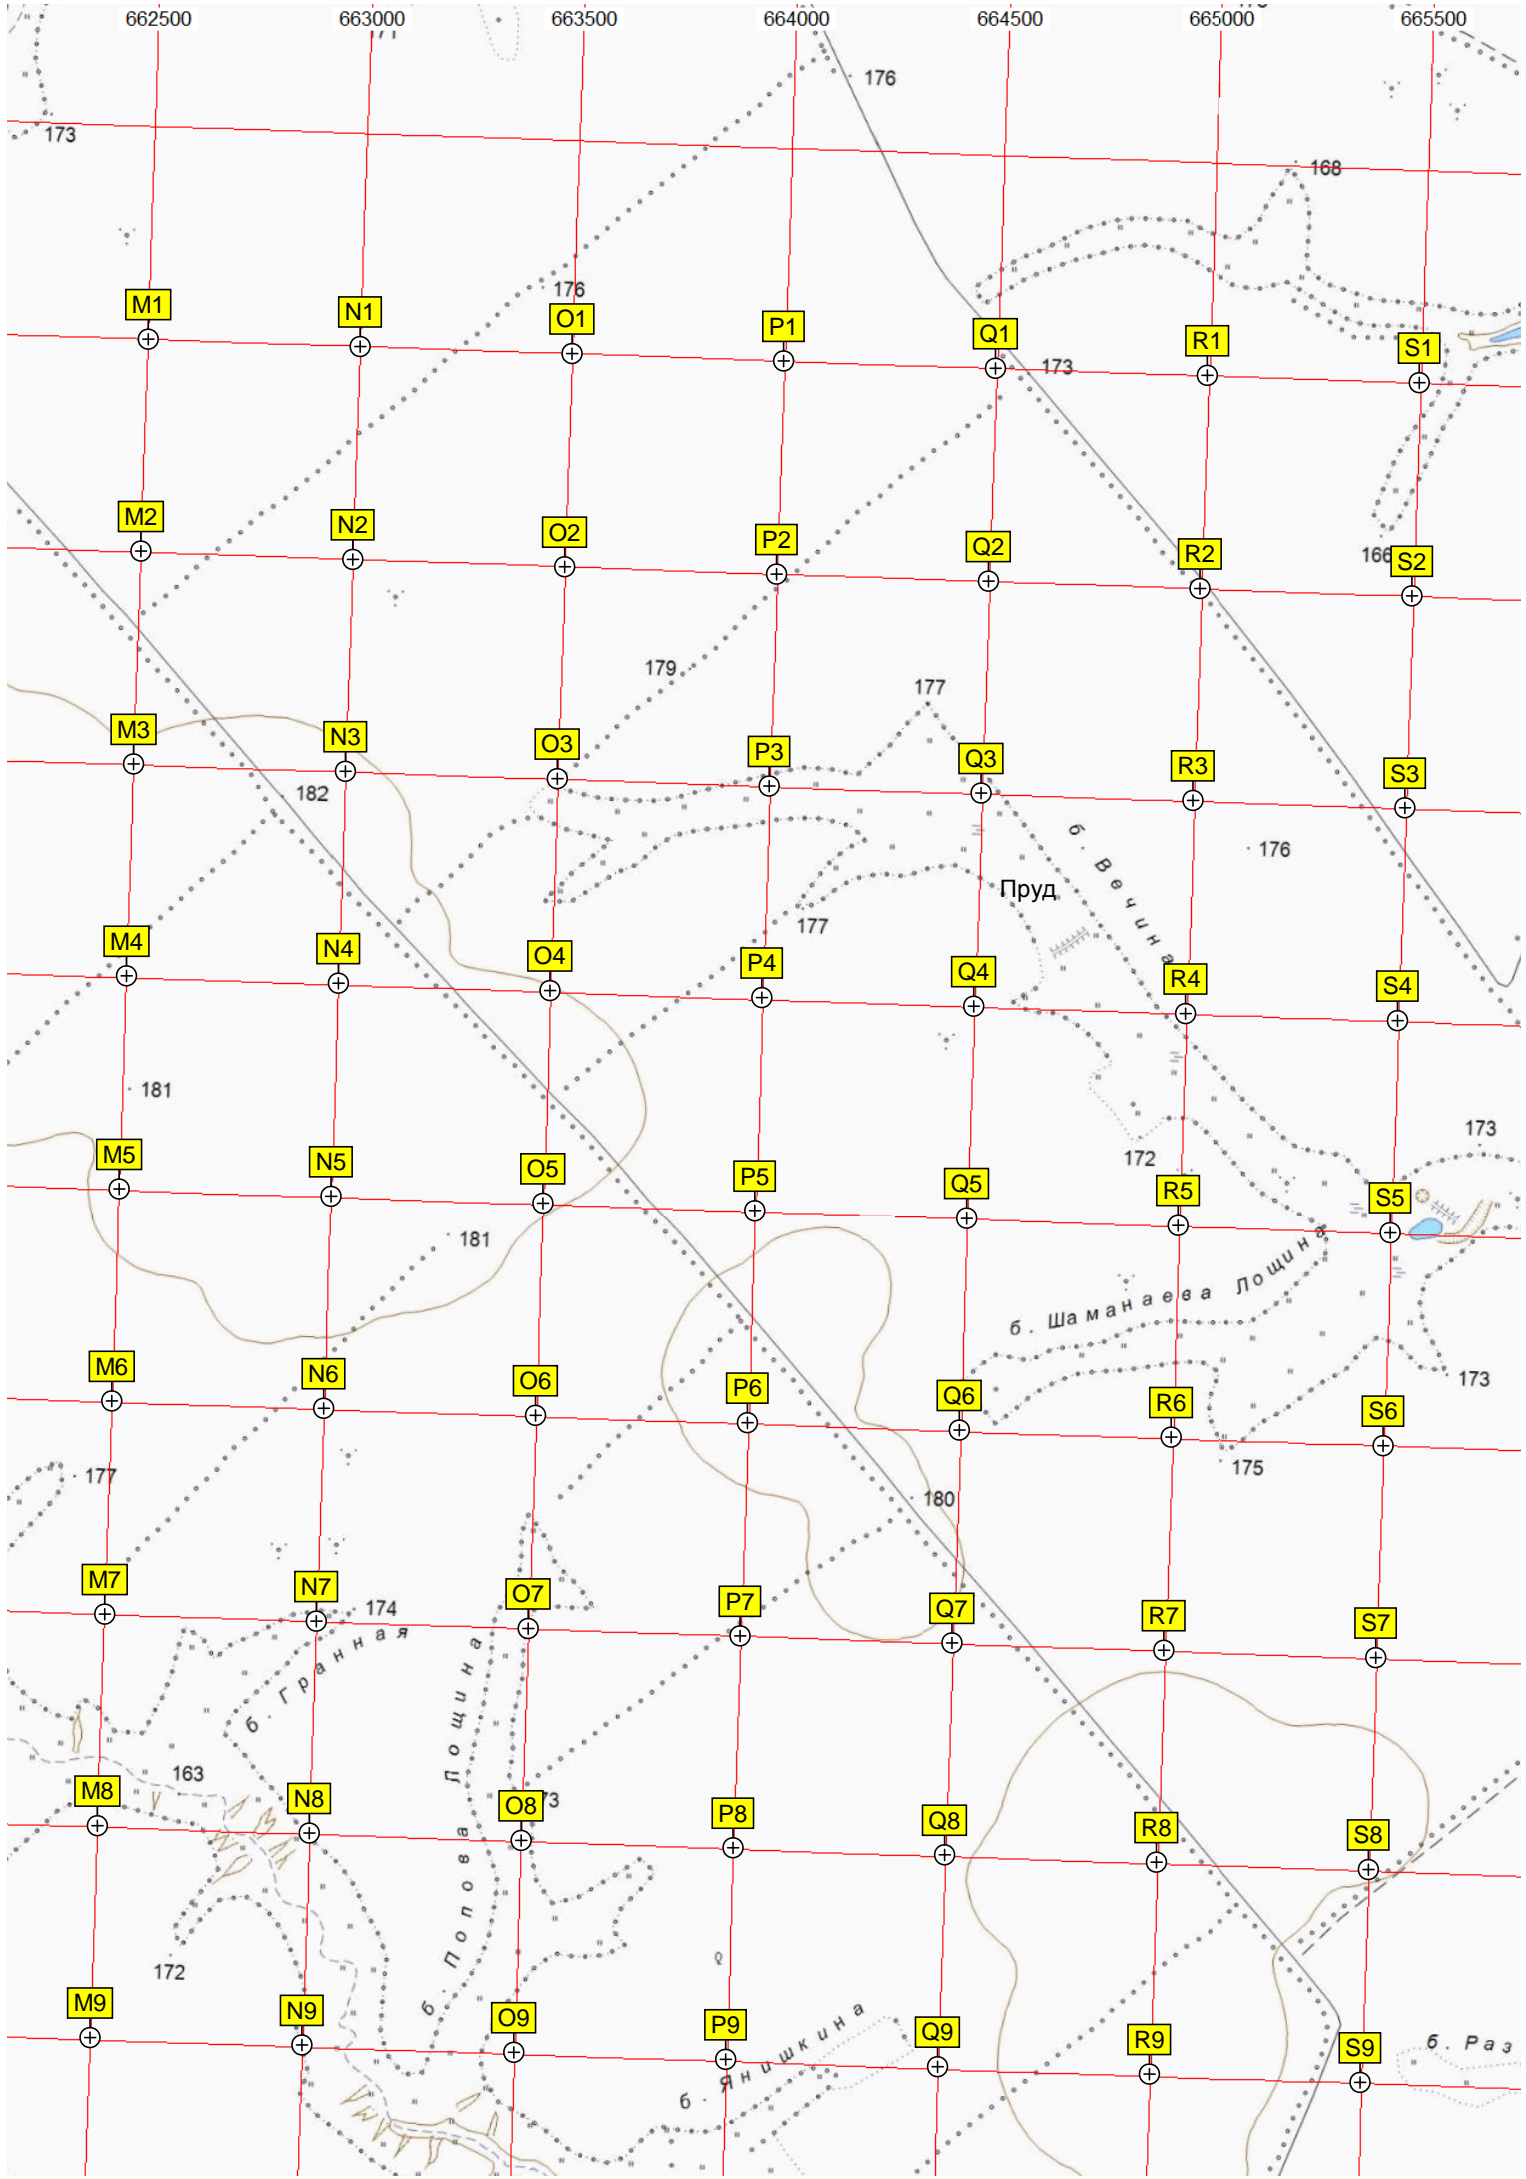 662500 663000 663500 664000 664500 665000 665500
171
176
173
168
M1 N1 176 O1 P1 Q1 R1 S1
173
M2 N2 O2 P2 Q2 R2 166 S2
179
177
M3 N3 O3 P3 Q3 R3 S3
182
б. Вечина
176
Пруд
177
M4 N4 O4 P4 Q4 R4 S4
181
172
173
M5 N5 O5 P5 Q5 R5 S5
181
б. Шаманаева Лощина
M6 N6 O6 P6 Q6 R6 S6
173
177
175
180
M7 N7 O7 P7 Q7 R7 S7
174
б. Гранная
б. Попова Лощина
163
M8 N8 O8 73 P8 Q8 R8 S8
172
M9 N9 O9 P9 Q9 R9 S9
б. Янишкина
б. Раз